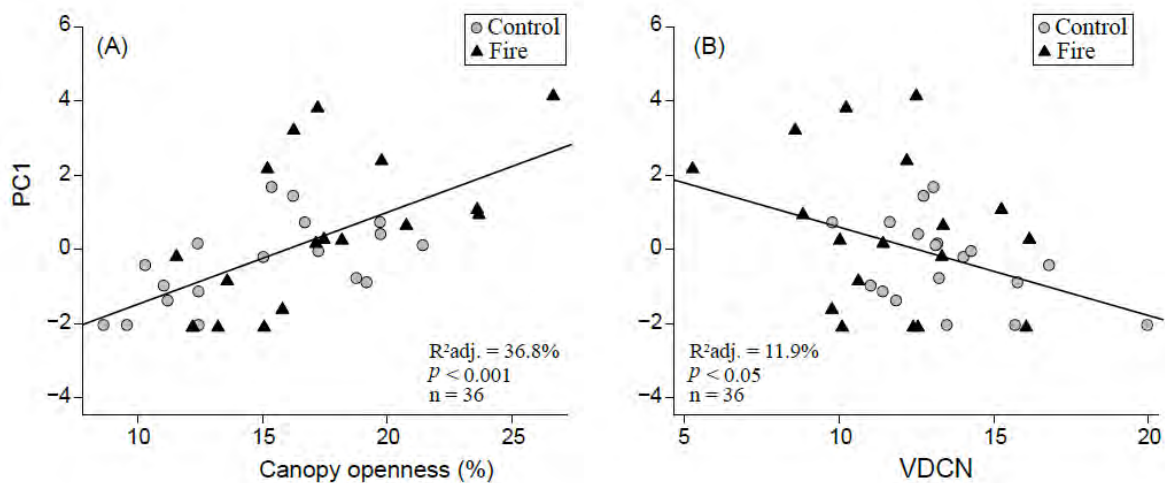 6
4
2
0
−2
−4
PC1
(A)
Control
Fire
R²adj. = 36.8%
p < 0.001
n = 36
10
15
20
25
Canopy openness (%)
6
4
2
0
−2
−4
(B)
Control
Fire
R²adj. = 11.9%
p < 0.05
n = 36
5
10
15
20
VDCN